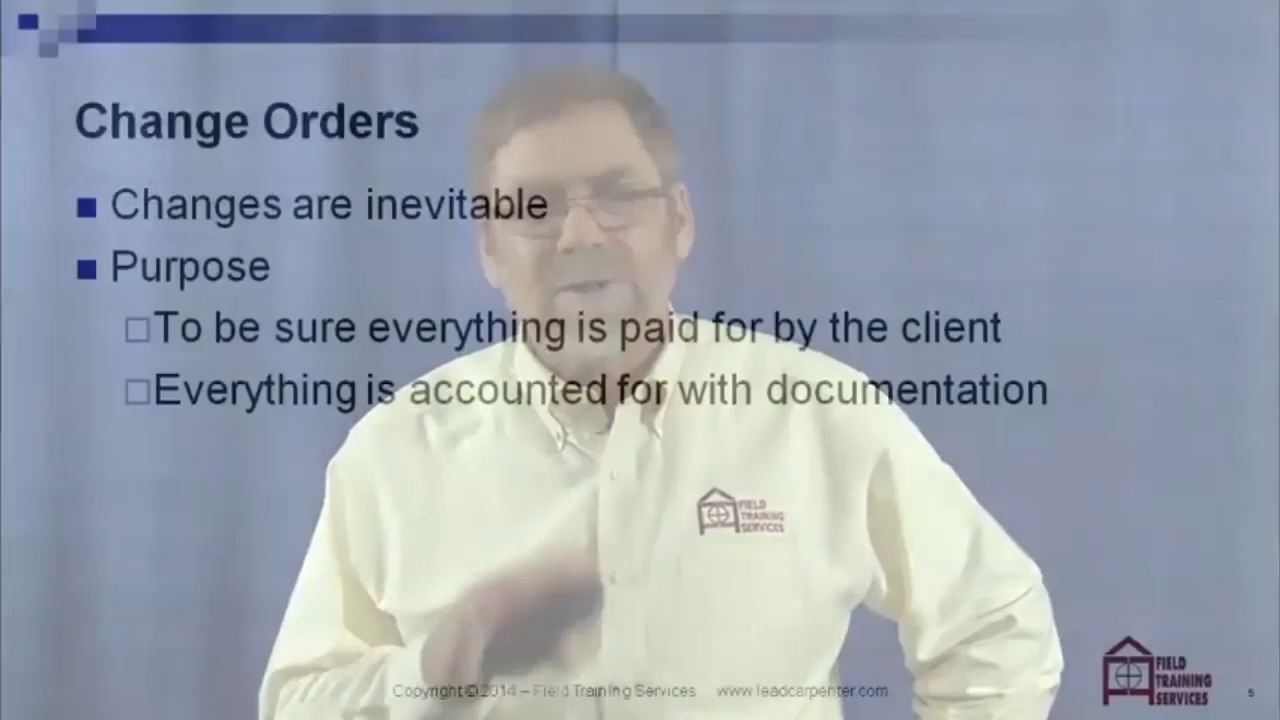 Change Orders
Changes are inevitable
Purpose
To be sure everything is paid for by the client
Everything is accounted for with documentation
FIELD
TRAINING
SERVICES
Copyright © 2014 – Field Training Services www.leadcarpenter.com
FIELD
TRAINING
SERVICES
5